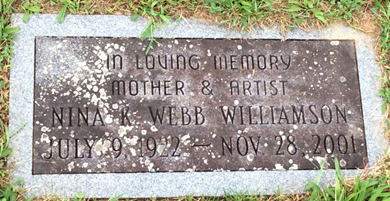 IN LOVING MEMORY
MOTHER & ARTIST
NINA K. WEBB WILLIAMSON
JULY 9, 1922 — NOV. 28, 2001